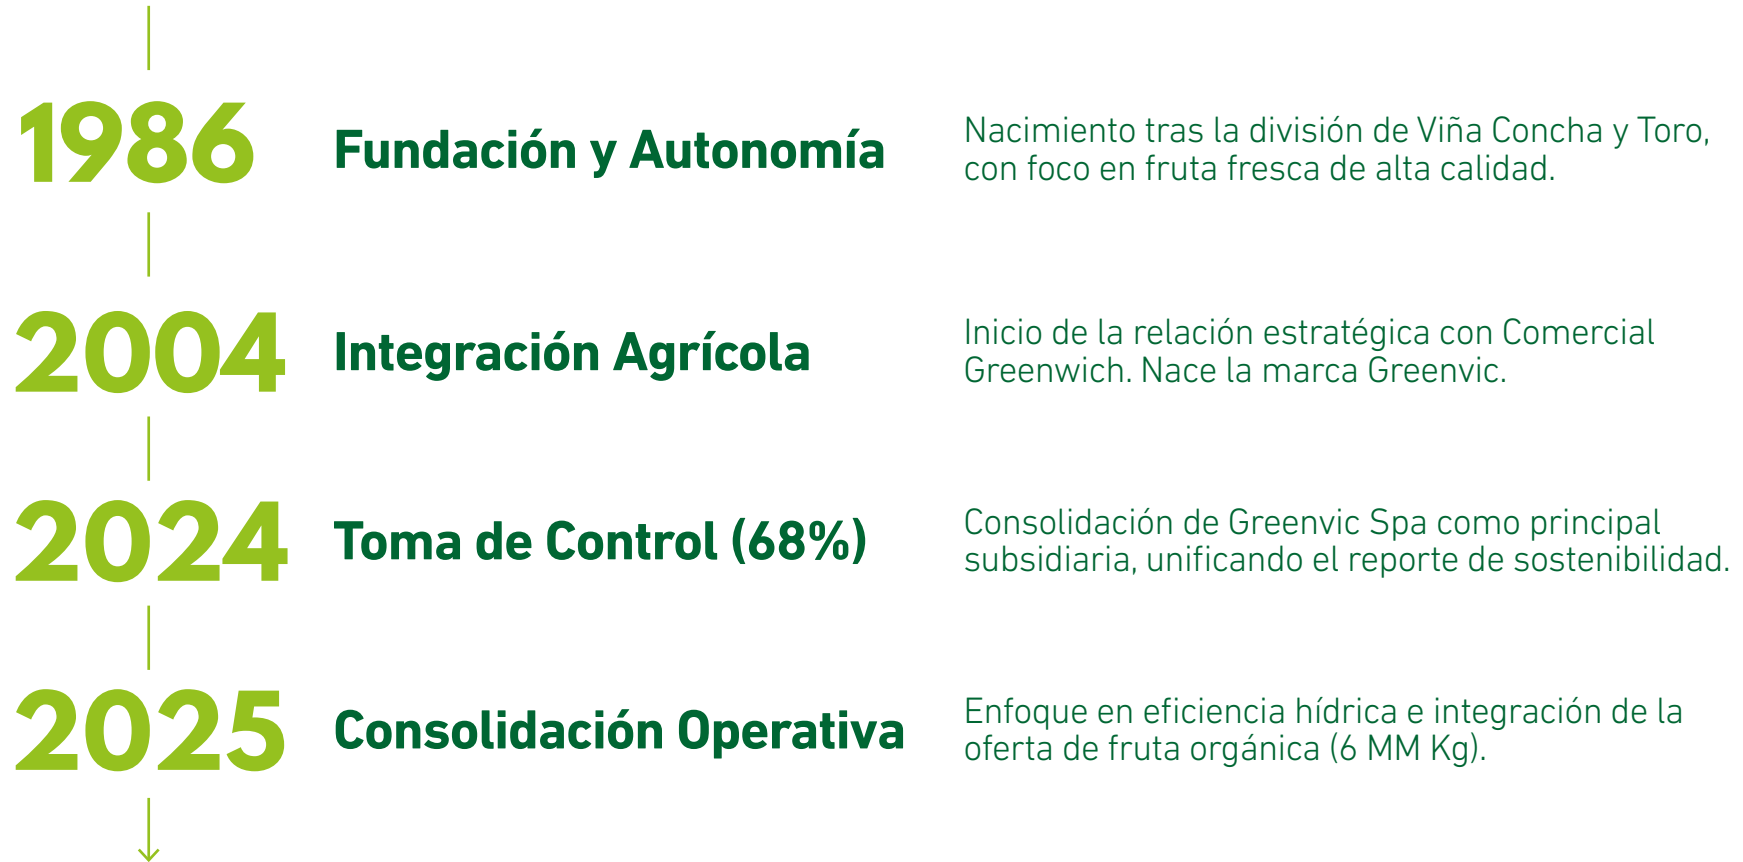 1986
Fundación y Autonomía
Nacimiento tras la división de Viña Concha y Toro,
con foco en fruta fresca de alta calidad.
2004
Integración Agrícola
Inicio de la relación estratégica con Comercial
Greenwich. Nace la marca Greenvic.
2024
Toma de Control (68%)
Consolidación de Greenvic Spa como principal
subsidiaria, unificando el reporte de sostenibilidad.
2025
Consolidación Operativa
Enfoque en eficiencia hídrica e integración de la
oferta de fruta orgánica (6 MM Kg).